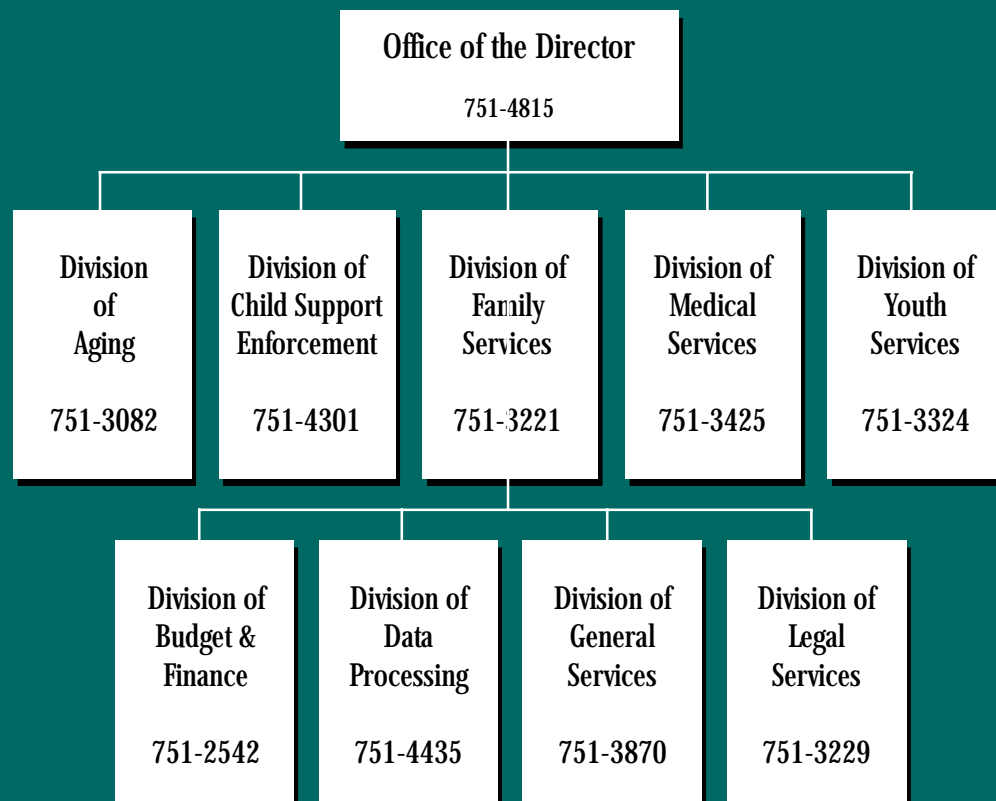 Office of the Director
751-4815
Division
of
Aging
751-3082
Division of
Child Support
Enforcement
751-4301
Division of
Family
Services
751-3221
Division of
Medical
Services
751-3425
Division of
Youth
Services
751-3324
Division of
Budget &
Finance
751-2542
Division of
Data
Processing
751-4435
Division of
General
Services
751-3870
Division of
Legal
Services
751-3229